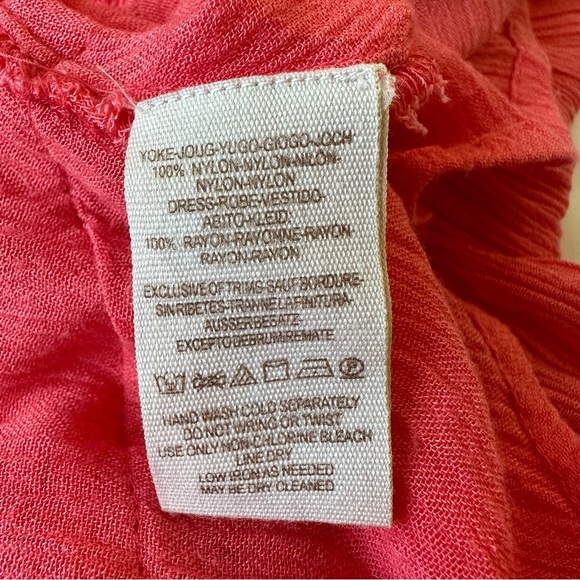 YOKE-JOUG-YUGO-GIOGO-JOCH
100% NYLON-NYLON-NILON-
NYLON-NYLON
DRESS-ROBE-VESTIDO-
ABITO-KLEID
100% RAYON-RAYONNE-RAYON-
RAYON-RAYON
EXCLUSIVE OF TRIMS-SAUF BORDURE-
SIN RIBETES-TRANNE LA FINITURA-
AUSSER BESATZ
EXCEPTO DEBRUM REMATE
P
HAND WASH COLD SEPARATELY
DO NOT WRING OR TWIST
USE ONLY NON-CHLORINE BLEACH
LINE DRY
LOW IRON AS NEEDED
MAY BE DRY CLEANED